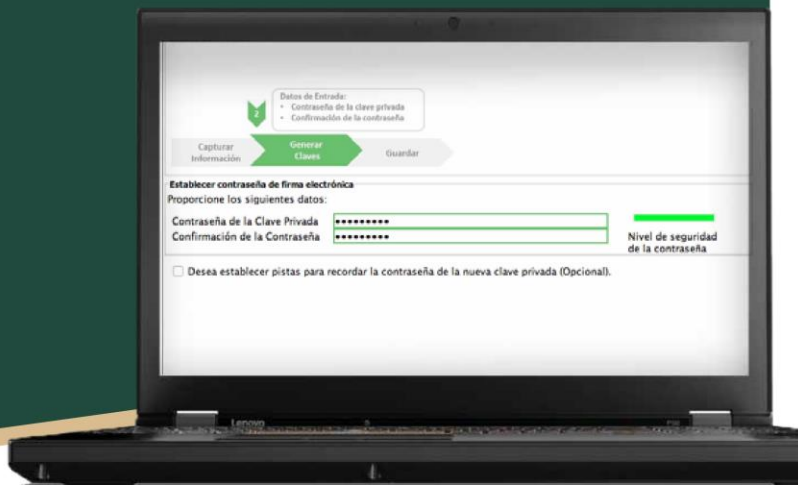 Datos de Entrada:
• Contraseña de la clave privada
• Confirmación de la contraseña
2
Capturar
Información
Generar
Claves
Guardar
Establecer contraseña de firma electrónica
Proporcione los siguientes datos:
Contraseña de la Clave Privada •••••••••
Confirmación de la Contraseña •••••••••
Nivel de seguridad
de la contraseña
Desea establecer pistas para recordar la contraseña de la nueva clave privada (Opcional).
Lenovo